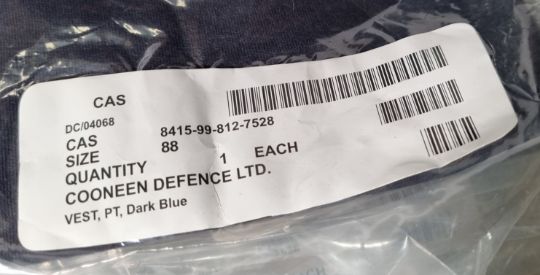 CAS
DC/04068
CAS 8415-99-812-7528
SIZE 88
QUANTITY 1 EACH
COONEEN DEFENCE LTD.
VEST, PT, Dark Blue
EACH